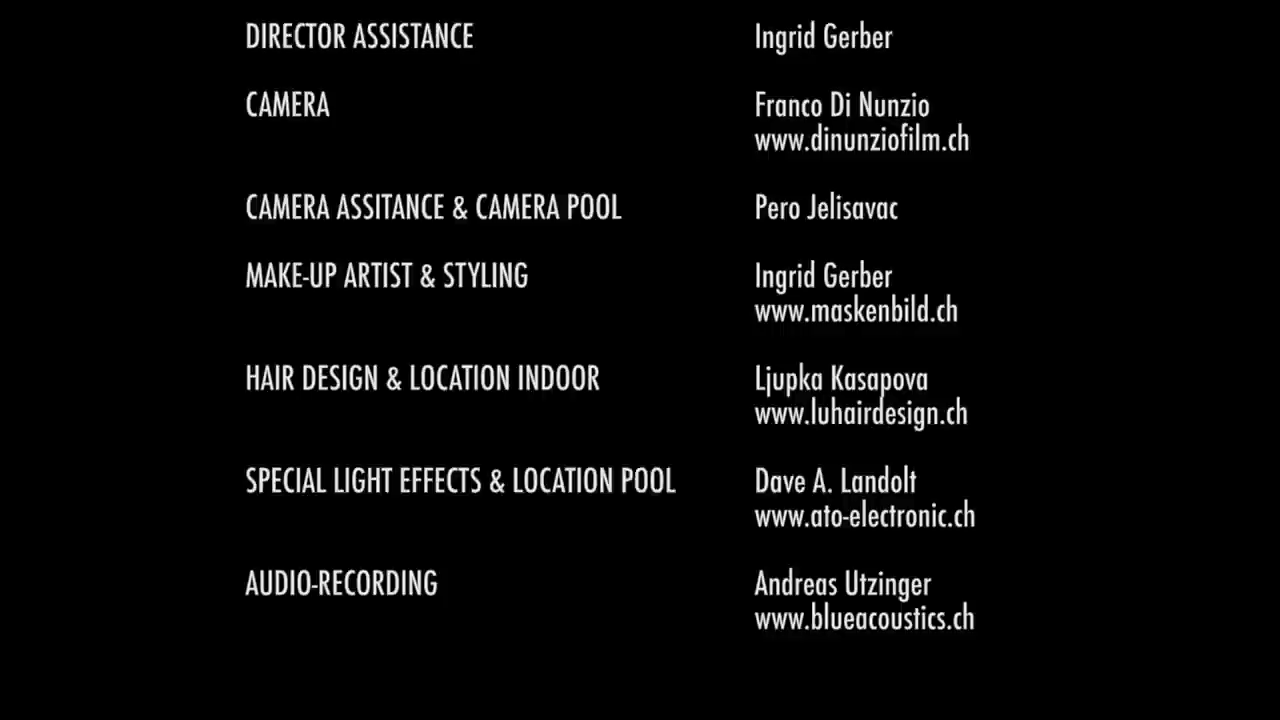 DIRECTOR ASSISTANCE Ingrid Gerber
CAMERA Franco Di Nunzio
www.dinunziofilm.ch
CAMERA ASSITANCE & CAMERA POOL Pero Jelisavac
MAKE-UP ARTIST & STYLING Ingrid Gerber
www.maskenbild.ch
HAIR DESIGN & LOCATION INDOOR Ljupka Kasapova
www.luhairdesign.ch
SPECIAL LIGHT EFFECTS & LOCATION POOL Dave A. Landolt
www.ato-electronic.ch
AUDIO-RECORDING Andreas Utzinger
www.blueacoustics.ch